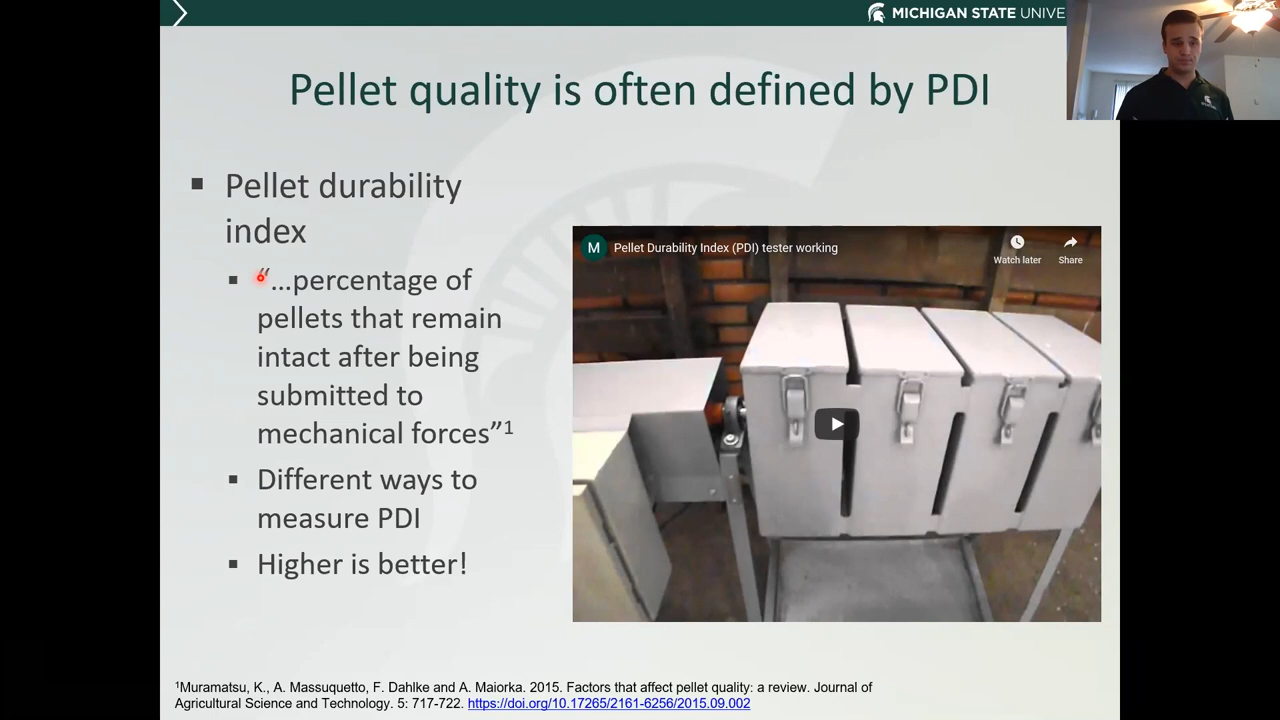 MICHIGAN STATE UNIVE
Pellet quality is often defined by PDI
▪ Pellet durability
index
▪ “...percentage of
pellets that remain
intact after being
submitted to
mechanical forces”1
▪ Different ways to
measure PDI
▪ Higher is better!
M Pellet Durability Index (PDI) tester working
Watch later
Share
1Muramatsu, K., A. Massuquetto, F. Dahlke and A. Maiorka. 2015. Factors that affect pellet quality: a review. Journal of
Agricultural Science and Technology. 5: 717-722. https://doi.org/10.17265/2161-6256/2015.09.002